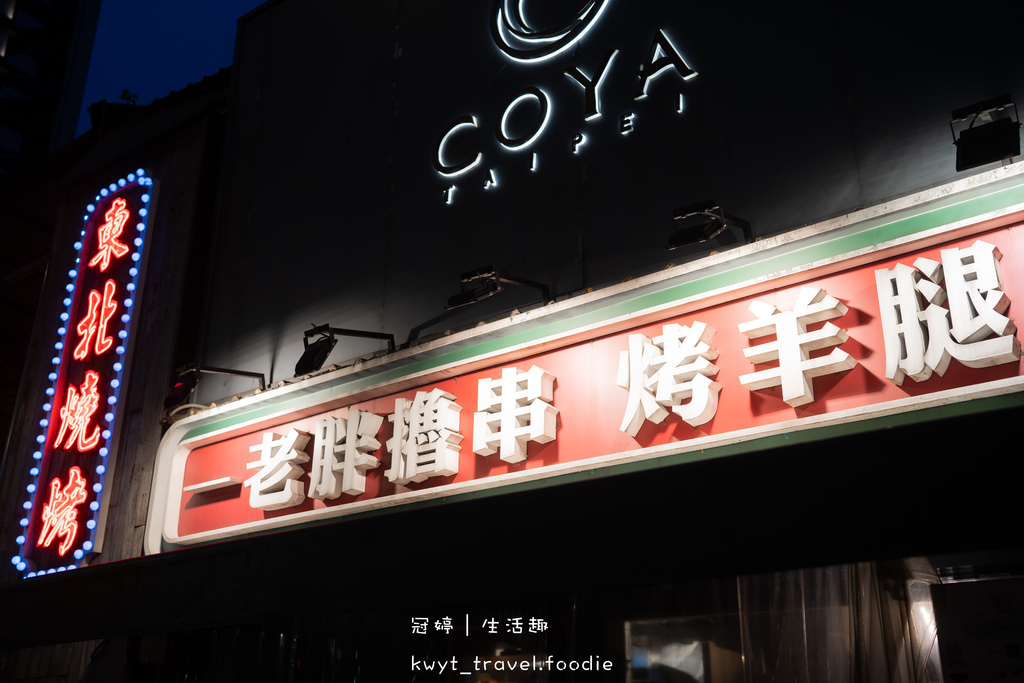 COYA
TAIPEI
東北燒烤
一老胖擼串 烤羊腿
冠婷|生活趣
kwyt_travel.foodie